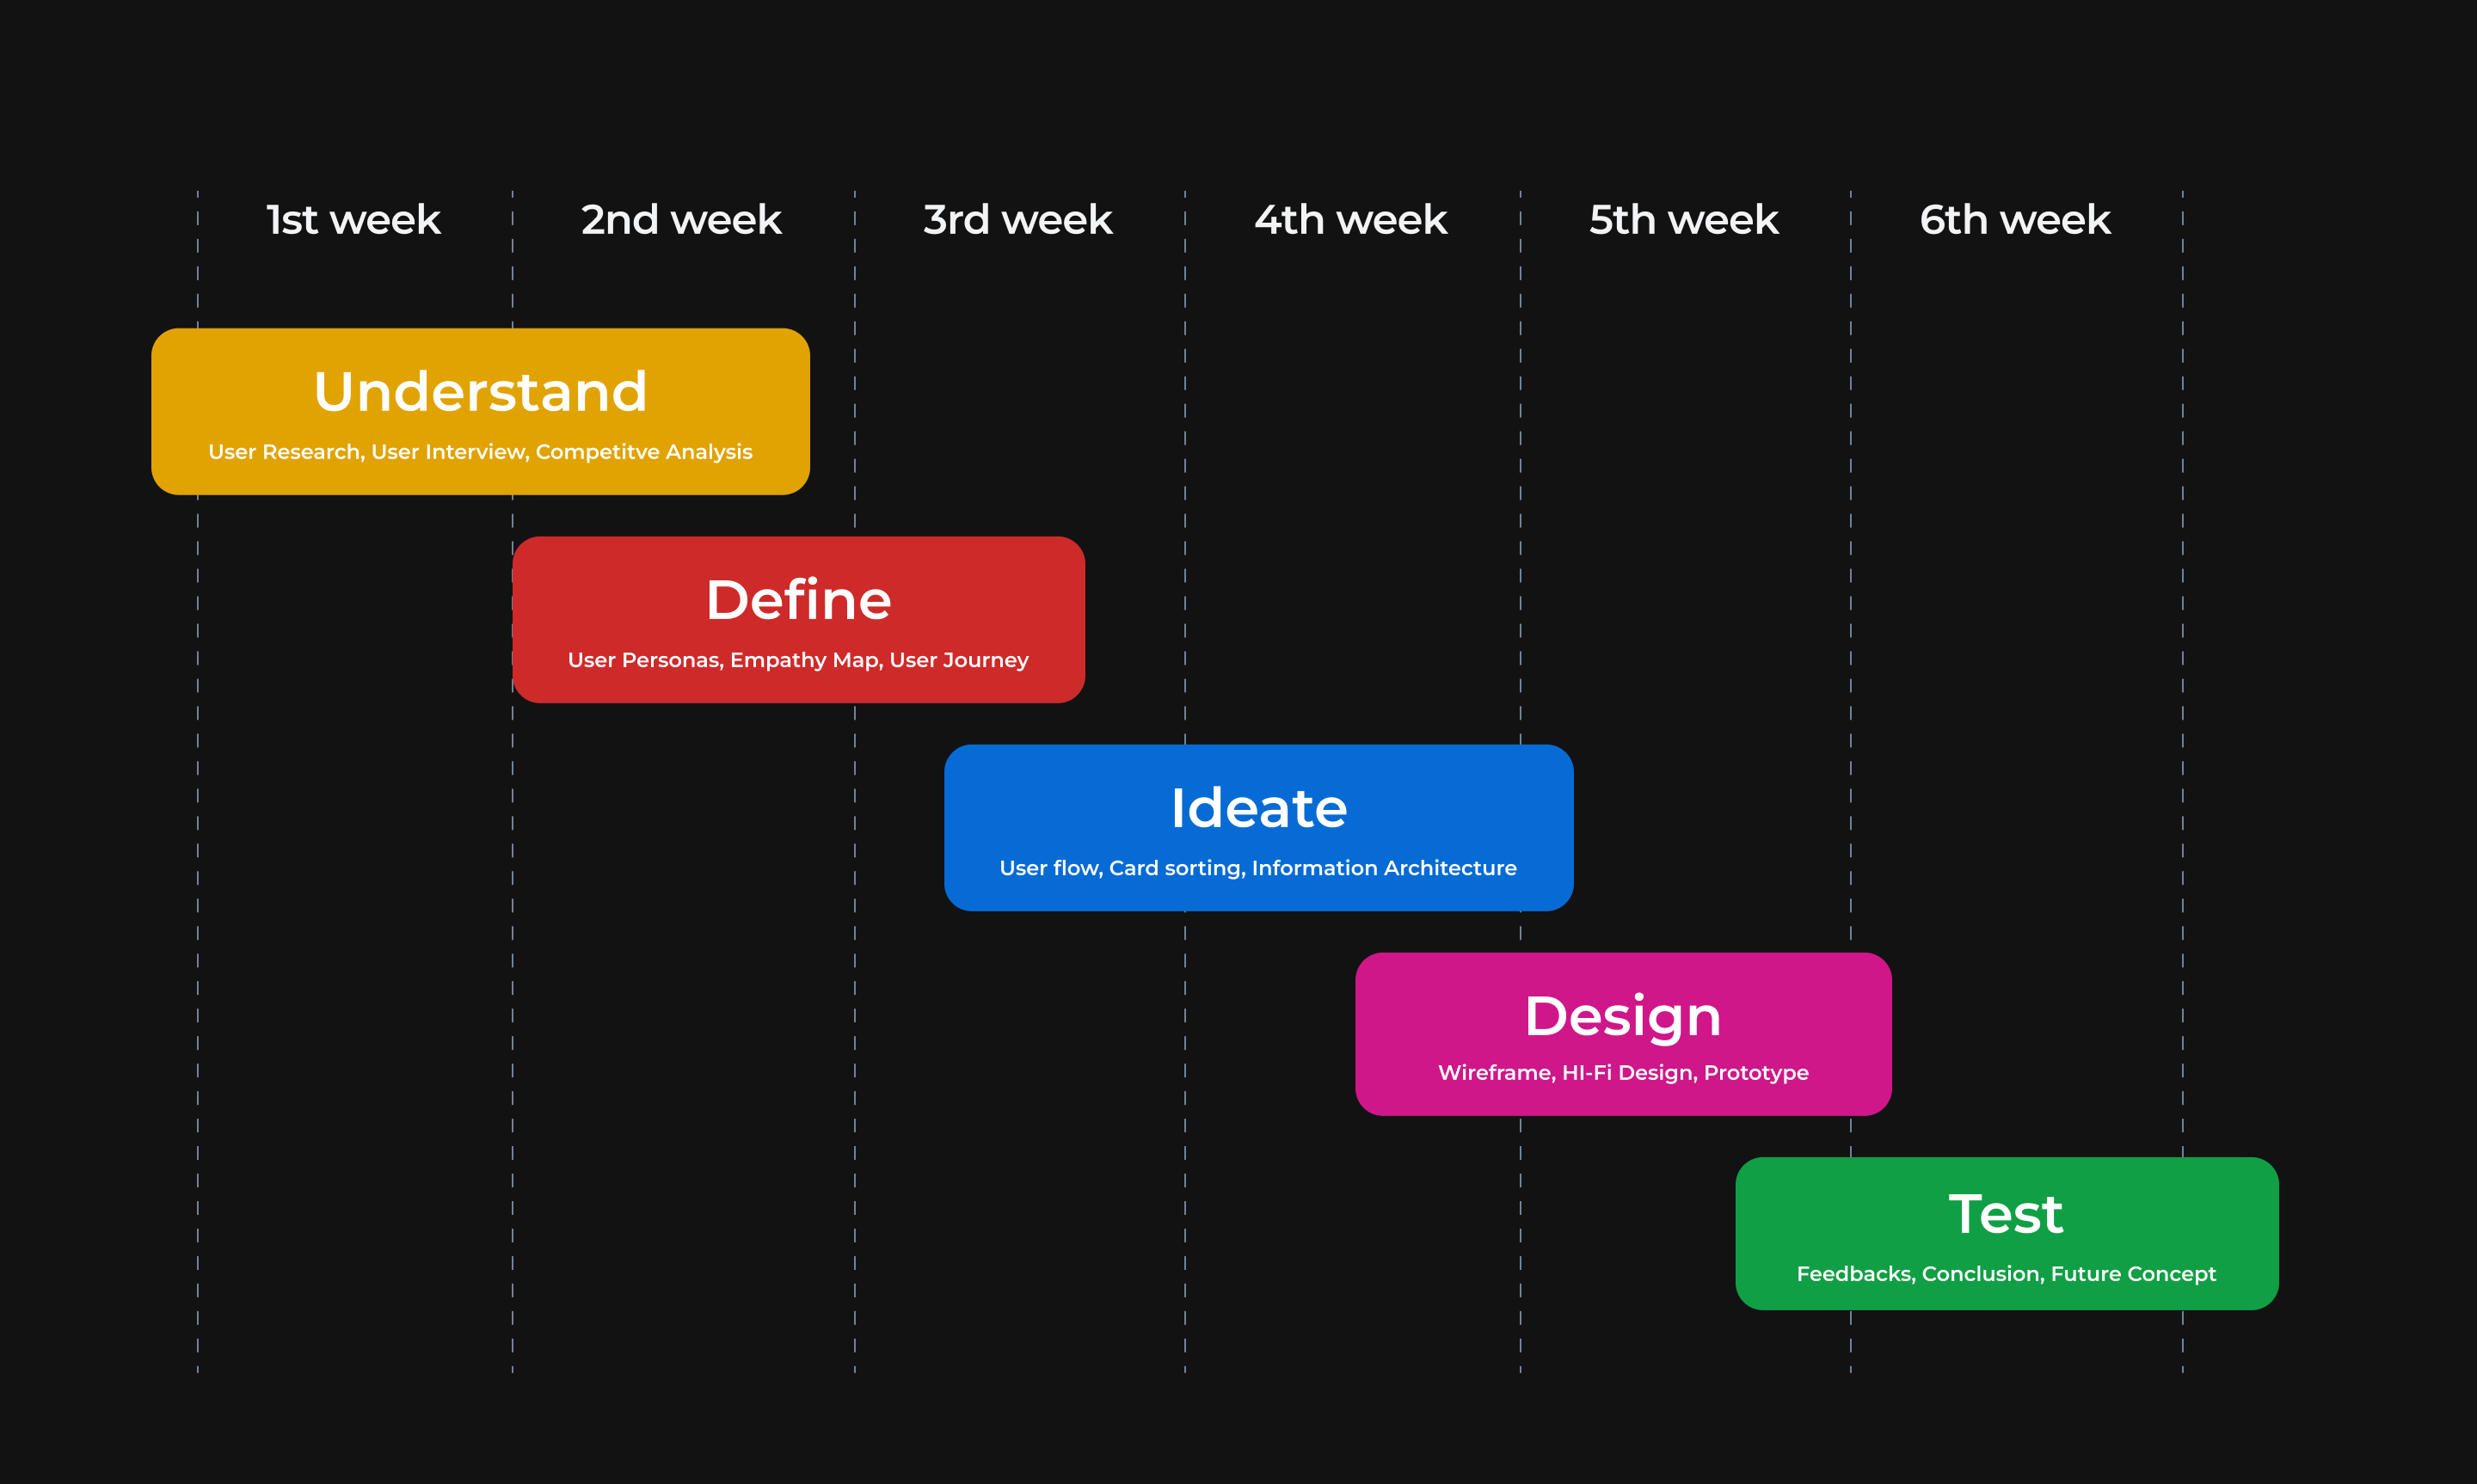 1st week 2nd week 3rd week 4th week 5th week 6th week
Understand
User Research, User Interview, Competitve Analysis
Define
User Personas, Empathy Map, User Journey
Ideate
User flow, Card sorting, Information Architecture
Design
Wireframe, HI-Fi Design, Prototype
Test
Feedbacks, Conclusion, Future Concept